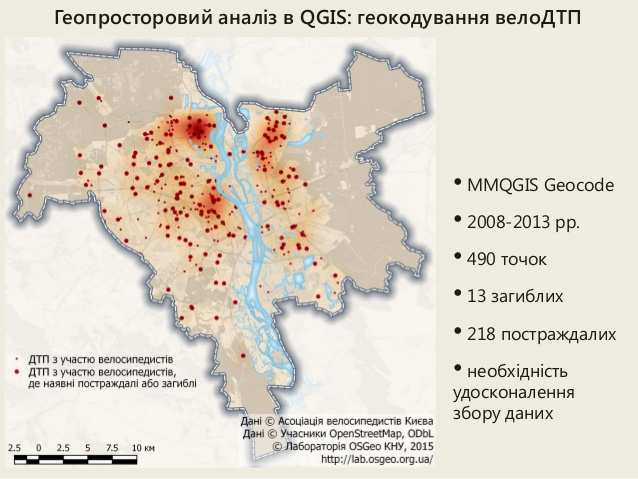 Геопросторовий аналіз в QGIS: геокодування велоДТП
• MMQGIS Geocode
• 2008-2013 рр.
• 490 точок
• 13 загиблих
• 218 постраждалих
• необхідність
удосконалення
збору даних
ДТП з участю велосипедистів
ДТП з участю велосипедистів,
де наявні постраждалі або загиблі
Дані © Асоціація велосипедистів Києва
Дані © Учасники OpenStreetMap, ODbL
© Лабораторія OSGeo КНУ, 2015
http://lab.osgeo.org.ua/
2.5 0 2.5 5 7.5 10 км